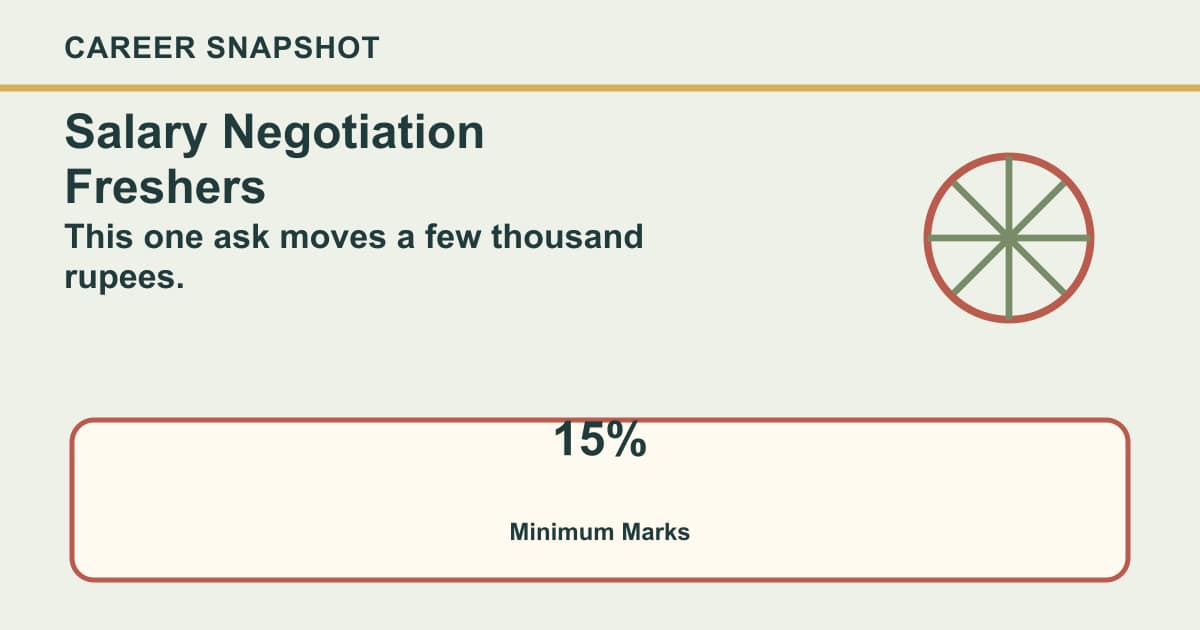 CAREER SNAPSHOT
Salary Negotiation
Freshers
This one ask moves a few thousand
rupees.
15%
Minimum Marks